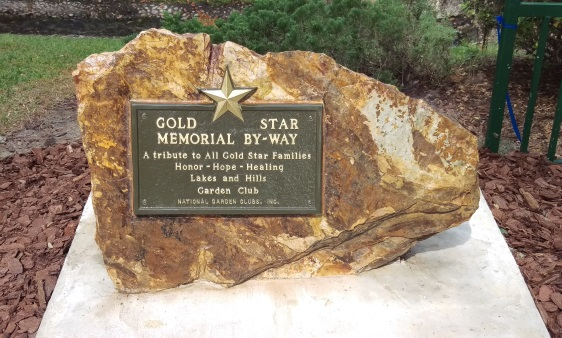 GOLD STAR
MEMORIAL BY-WAY
A tribute to All Gold Star Families
Honor - Hope - Healing
Lakes and Hills
Garden Club
NATIONAL GARDEN CLUBS, INC.